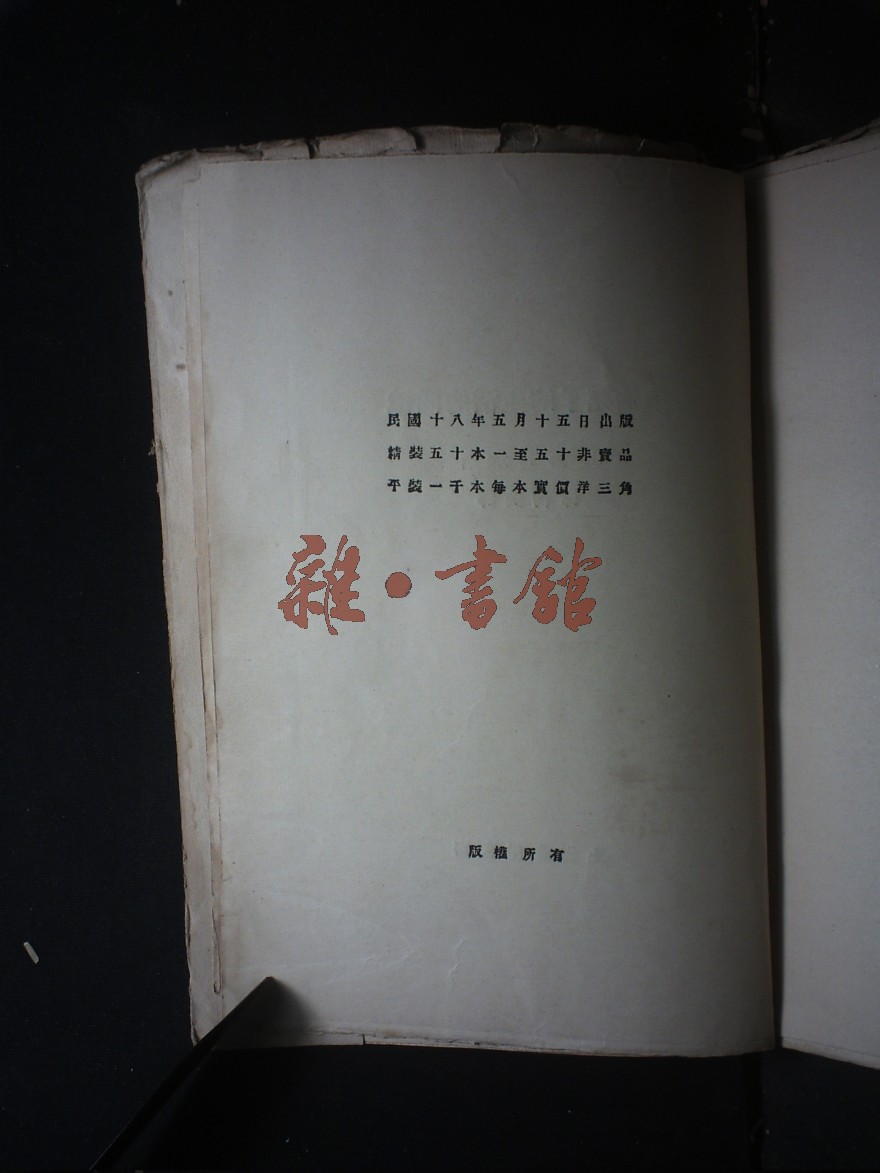 民國十八年五月十五日出版
精裝五十本一至五十非賣品
平裝一千本每本實價洋三角
雜·書館
版權所有